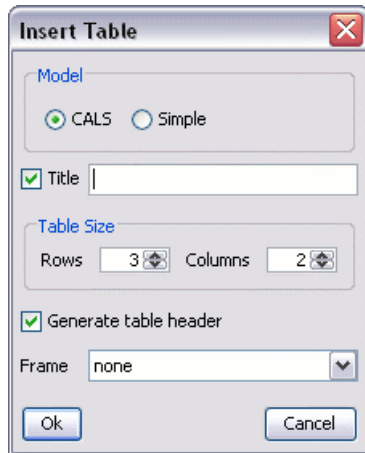 Insert Table
Model
CALS Simple
Title
Table Size
Rows 3 Columns 2
Generate table header
Frame none
Ok Cancel